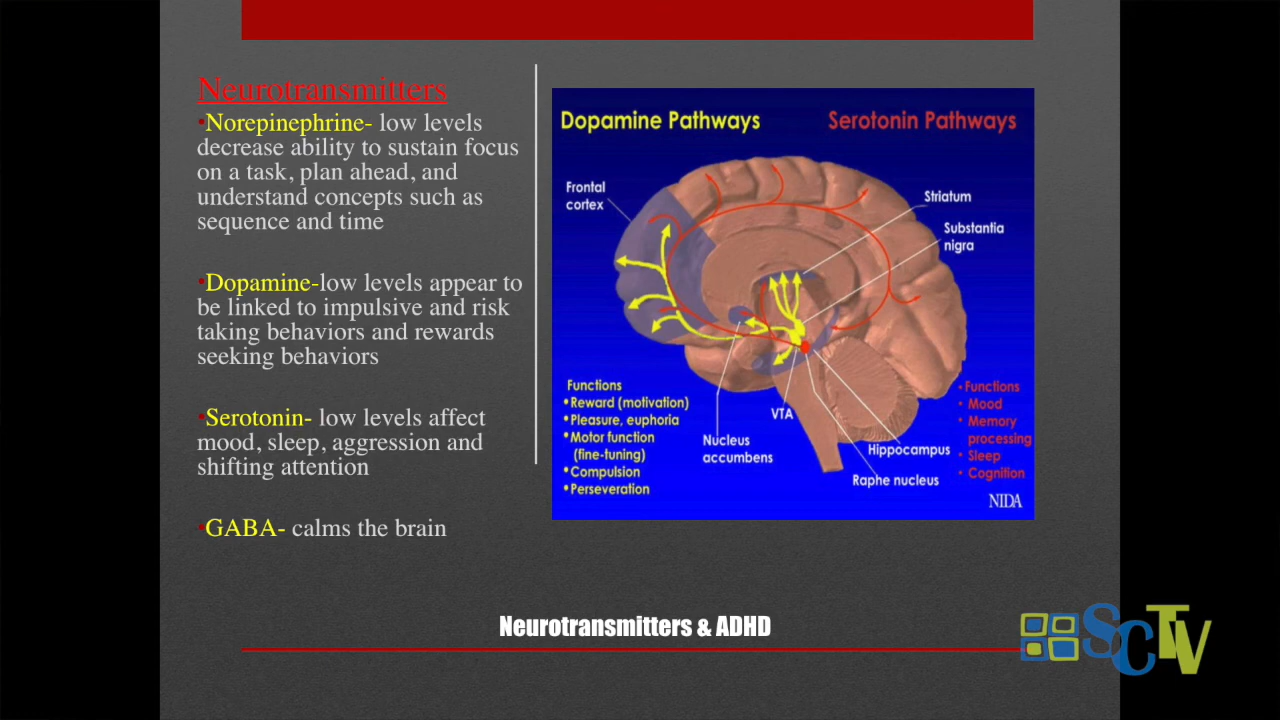 Neurotransmitters
•Norepinephrine- low levels
decrease ability to sustain focus
on a task, plan ahead, and
understand concepts such as
sequence and time
•Dopamine-low levels appear to
be linked to impulsive and risk
taking behaviors and rewards
seeking behaviors
•Serotonin- low levels affect
mood, sleep, aggression and
shifting attention
•GABA- calms the brain
Dopamine Pathways
Serotonin Pathways
Frontal
cortex
Striatum
Substantia
nigra
Functions
•Reward (motivation)
•Pleasure, euphoria
•Motor function
(fine-tuning)
•Compulsion
•Perseveration
Nucleus
accumbens
VTA
Hippocampus
Raphe nucleus
•Functions
• Mood
• Memory
processing
• Sleep
• Cognition
NIDA
Neurotransmitters & ADHD
SCTV